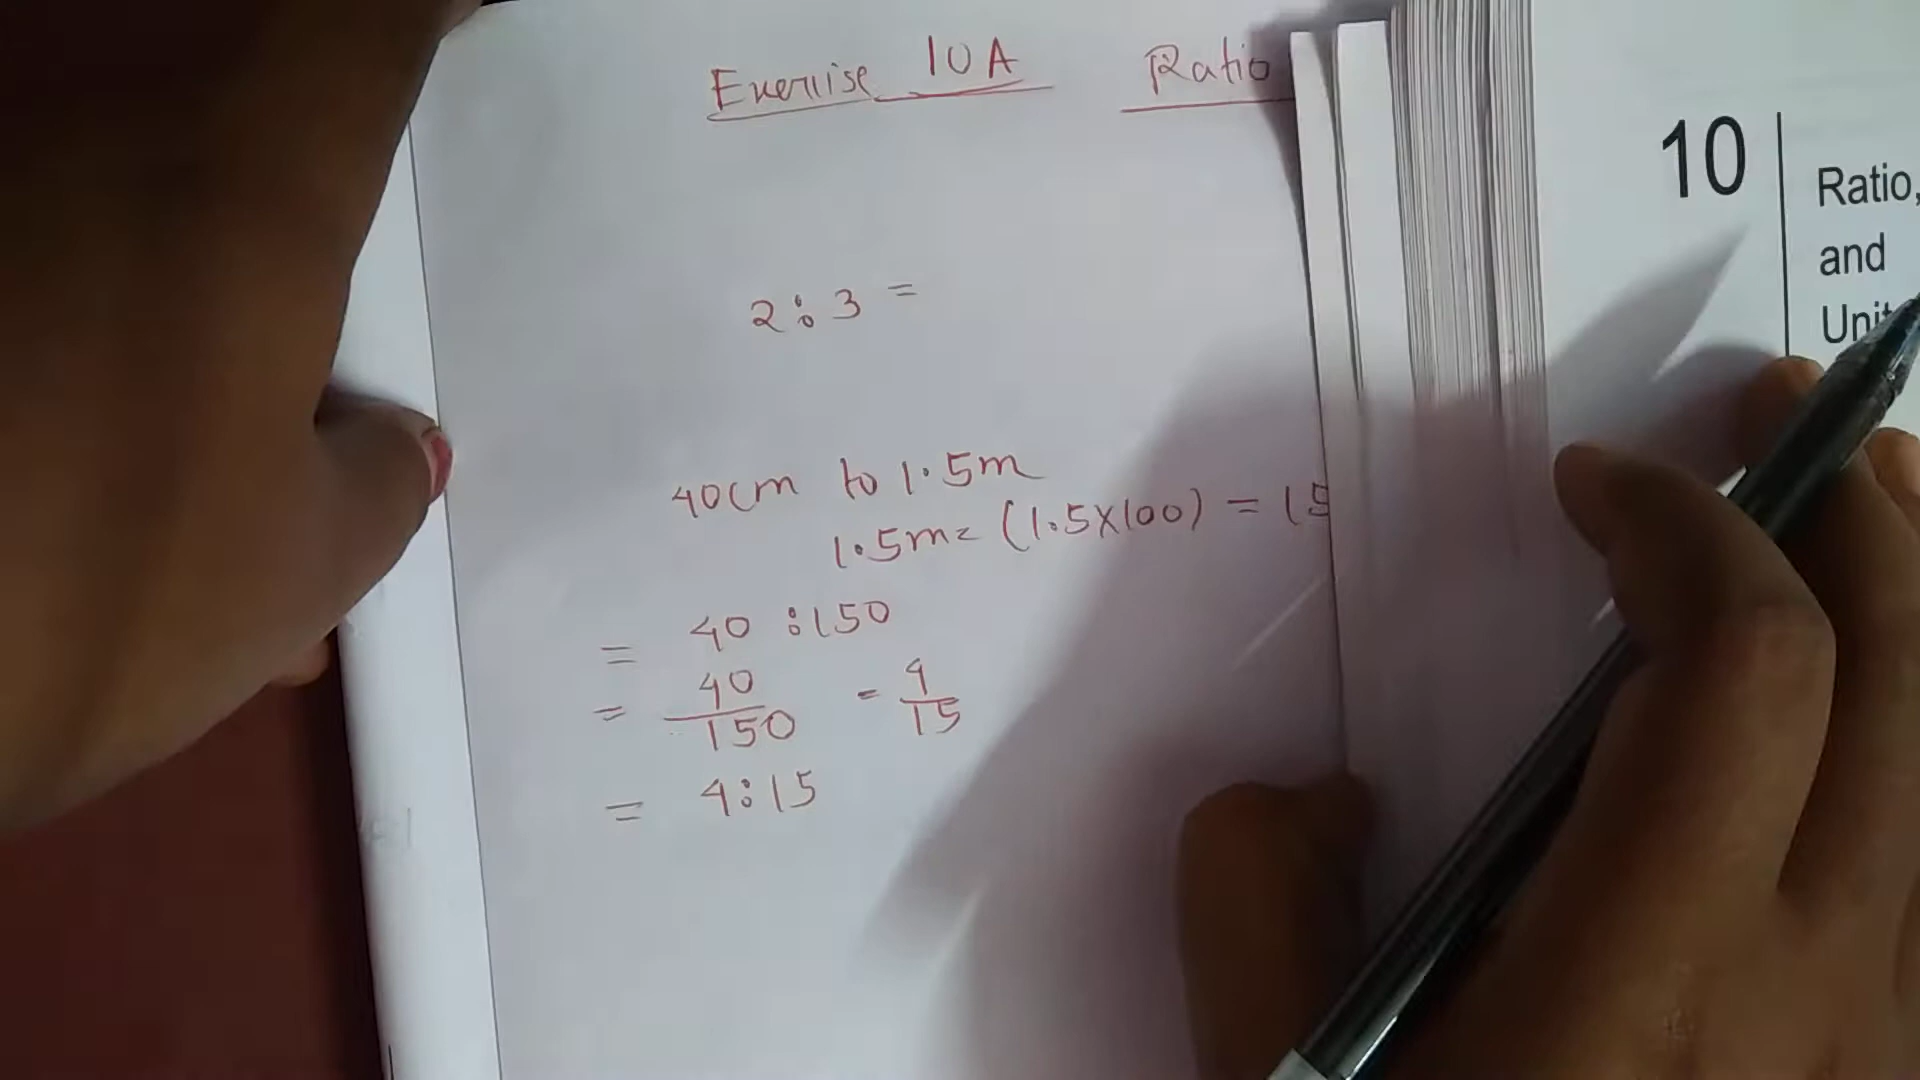 Exercise 10A Ratio
2:3 =
40cm to 1.5m
1.5m = (1.5x100) = 15
= 40 :150
= 40/150 = 4/15
= 4:15
10
Ratio,
and
Unit